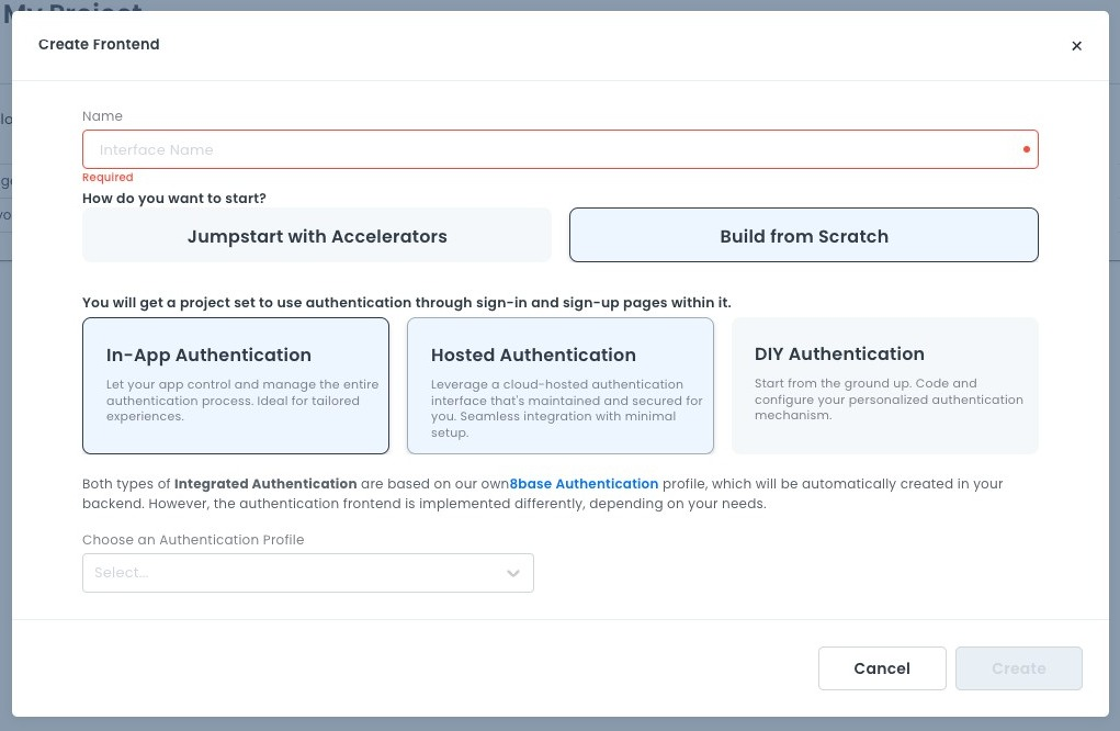 My Project
Create Frontend
×
Name
Interface Name
Required
How do you want to start?
Jumpstart with Accelerators
Build from Scratch
You will get a project set to use authentication through sign-in and sign-up pages within it.
In-App Authentication
Let your app control and manage the entire
authentication process. Ideal for tailored
experiences.
Hosted Authentication
Leverage a cloud-hosted authentication
interface that's maintained and secured for
you. Seamless integration with minimal
setup.
DIY Authentication
Start from the ground up. Code and
configure your personalized authentication
mechanism.
Both types of Integrated Authentication are based on our own8base Authentication profile, which will be automatically created in your
backend. However, the authentication frontend is implemented differently, depending on your needs.
Choose an Authentication Profile
Select...
Cancel
Create